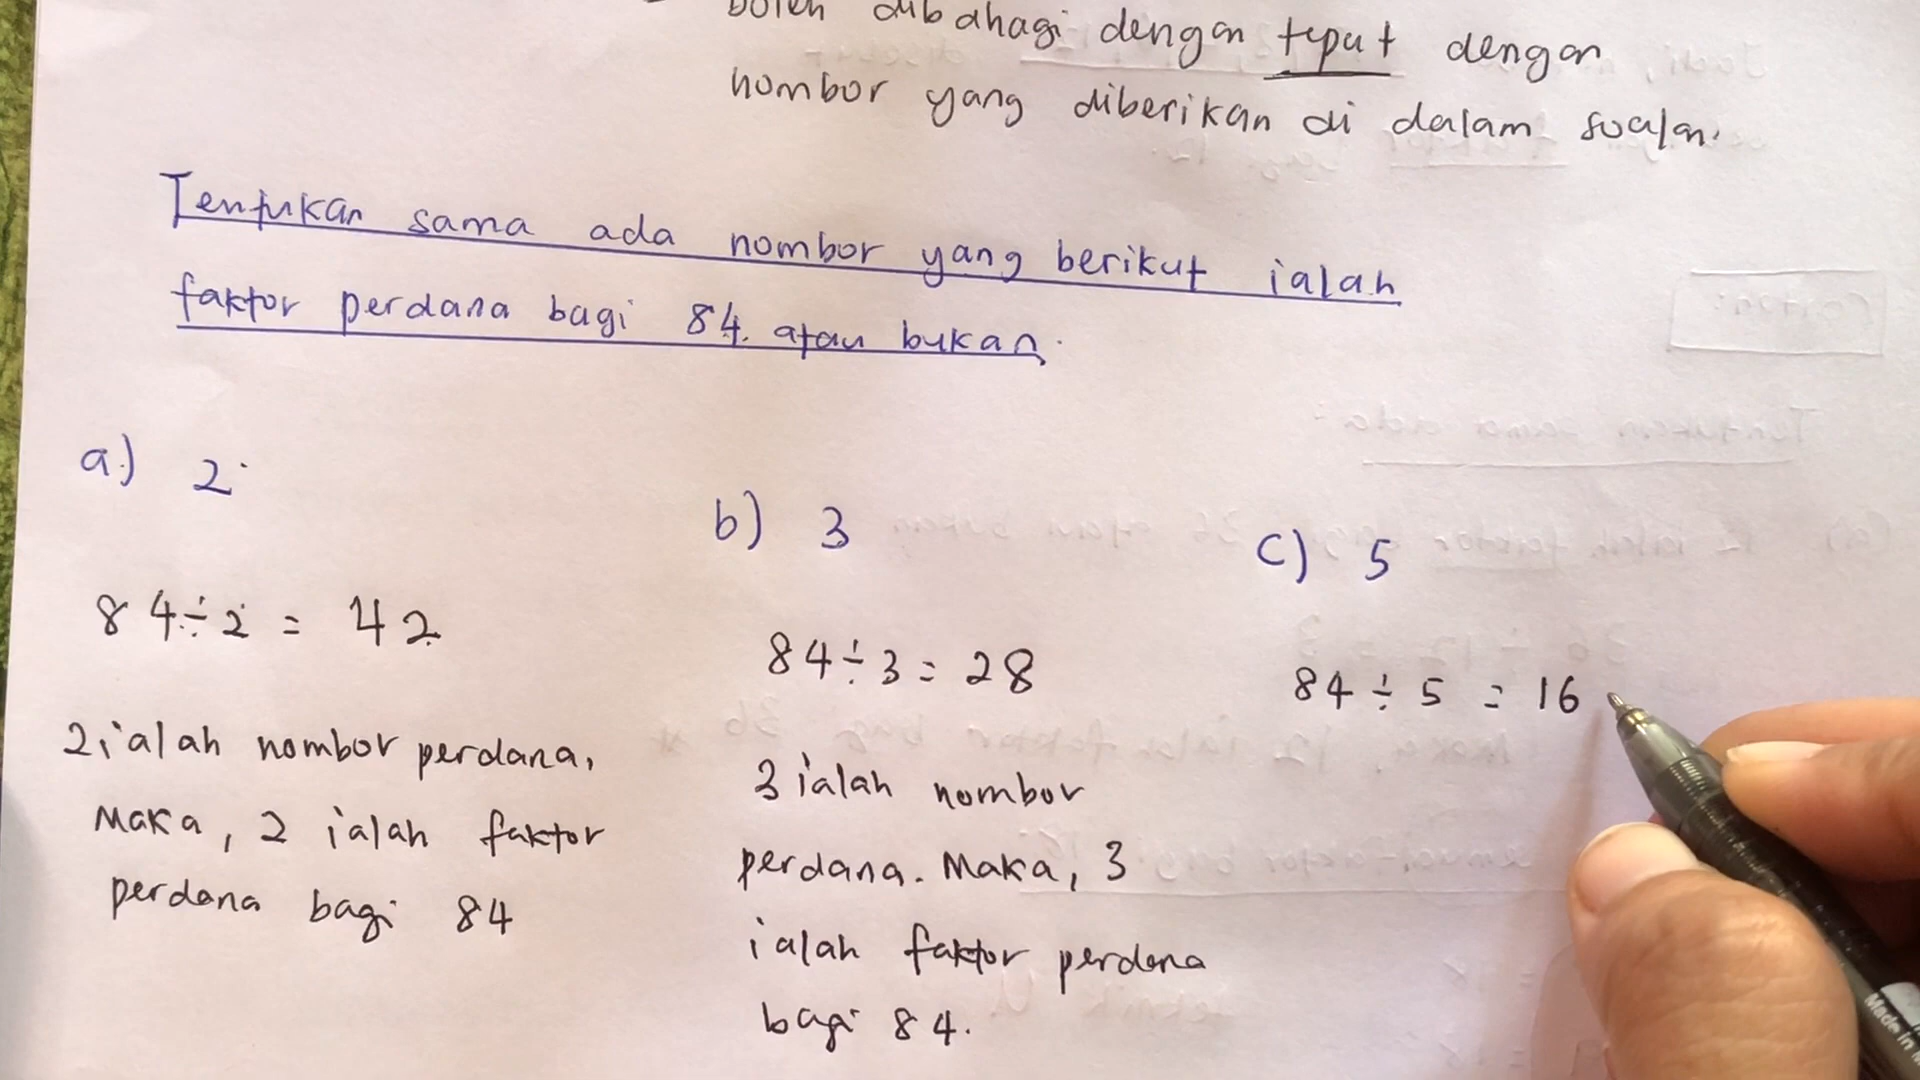 boleh dibahagi dengan tepat dengan
nombor yang diberikan di dalam soalan.
Tentukan sama ada nombor yang berikut ialah
faktor perdana bagi 84. atau bukan.
a) 2
84 ÷ 2 = 42
2 ialah nombor perdana.
Maka, 2 ialah faktor
perdana bagi 84
b) 3
84 ÷ 3 = 28
3 ialah nombor
perdana. Maka, 3
ialah faktor perdana
bagi 84.
c) 5
84 ÷ 5 = 16
Made in